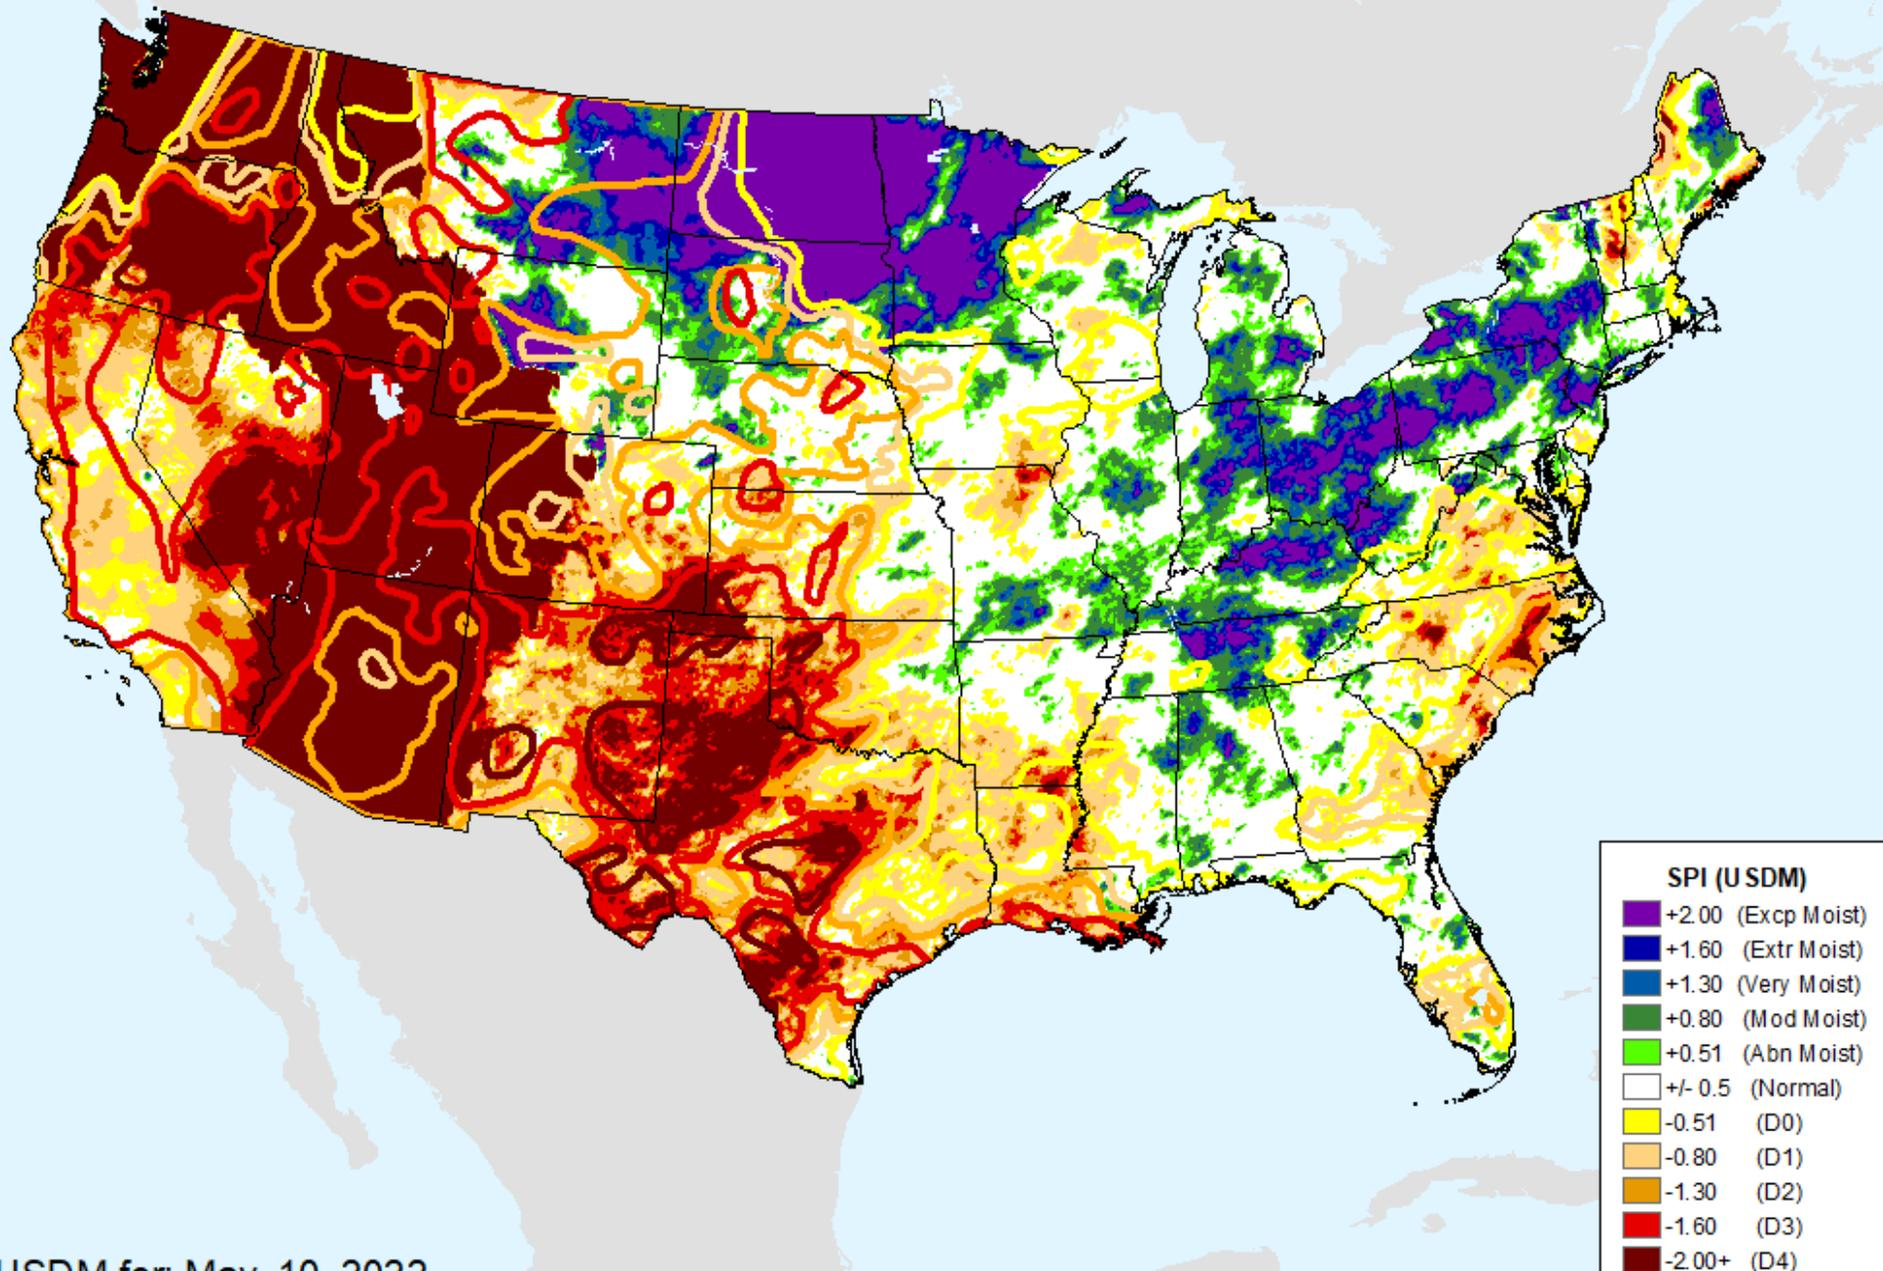 SPI (USDM)
+2.00 (Excp Moist)
+1.60 (Extr Moist)
+1.30 (Very Moist)
+0.80 (Mod Moist)
+0.51 (Abn Moist)
+/- 0.5 (Normal)
-0.51 (D0)
-0.80 (D1)
-1.30 (D2)
-1.60 (D3)
-2.00+ (D4)
USDM for: May